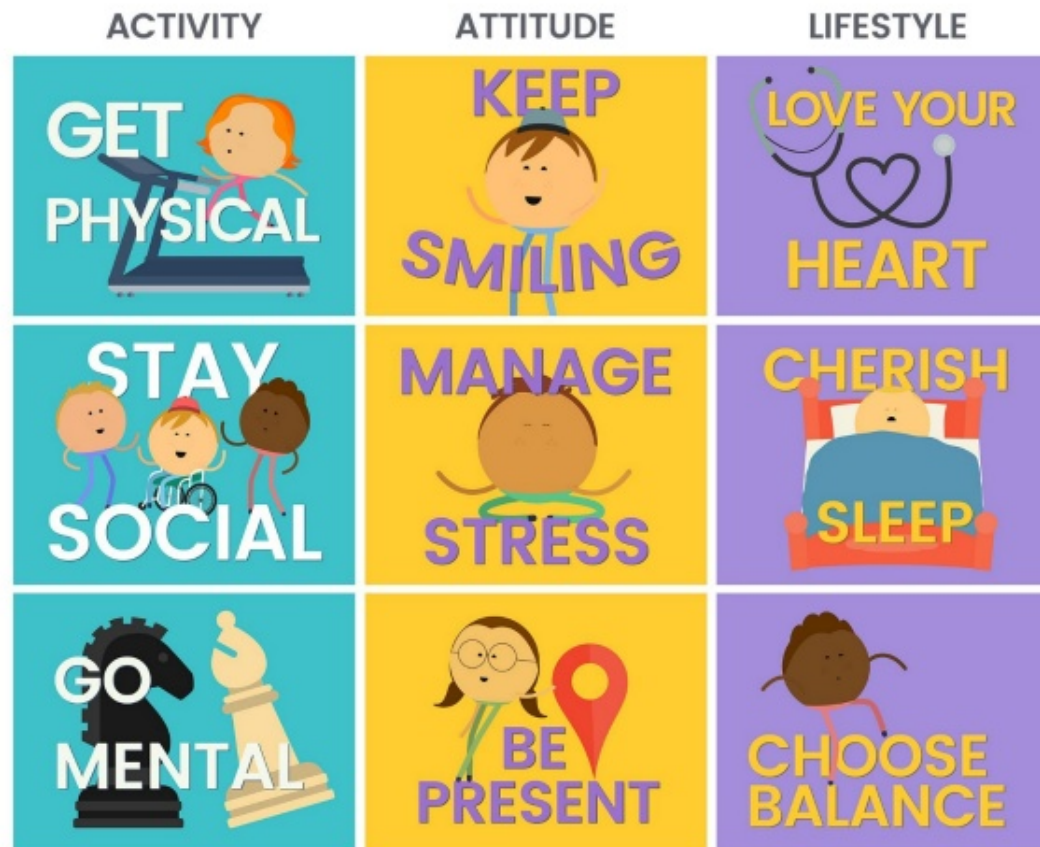 ACTIVITY
ATTITUDE
LIFESTYLE
GET
PHYSICAL
KEEP
SMILING
LOVE YOUR
HEART
STAY
SOCIAL
MANAGE
STRESS
CHERISH
SLEEP
GO
MENTAL
BE
PRESENT
CHOOSE
BALANCE